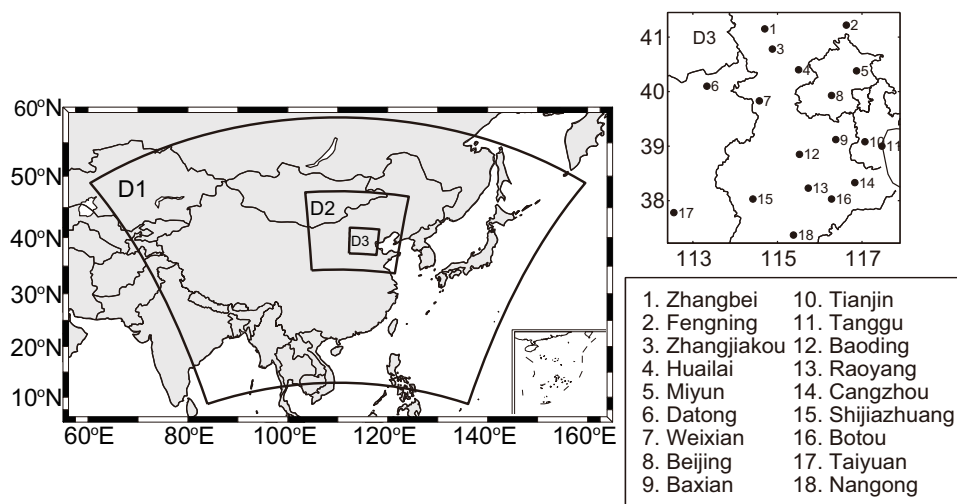 60°N
50°N
40°N
30°N
20°N
10°N
60°E 80°E 100°E 120°E 140°E 160°E
D1
D2
D3
D3
41
40
39
38
113 115 117
1
2
3
4
5
6
7
8
9
10
11
12
13
14
15
16
17
18
1. Zhangbei 10. Tianjin
2. Fengning 11. Tanggu
3. Zhangjiakou 12. Baoding
4. Huailai 13. Raoyang
5. Miyun 14. Cangzhou
6. Datong 15. Shijiazhuang
7. Weixian 16. Botou
8. Beijing 17. Taiyuan
9. Baxian 18. Nangong